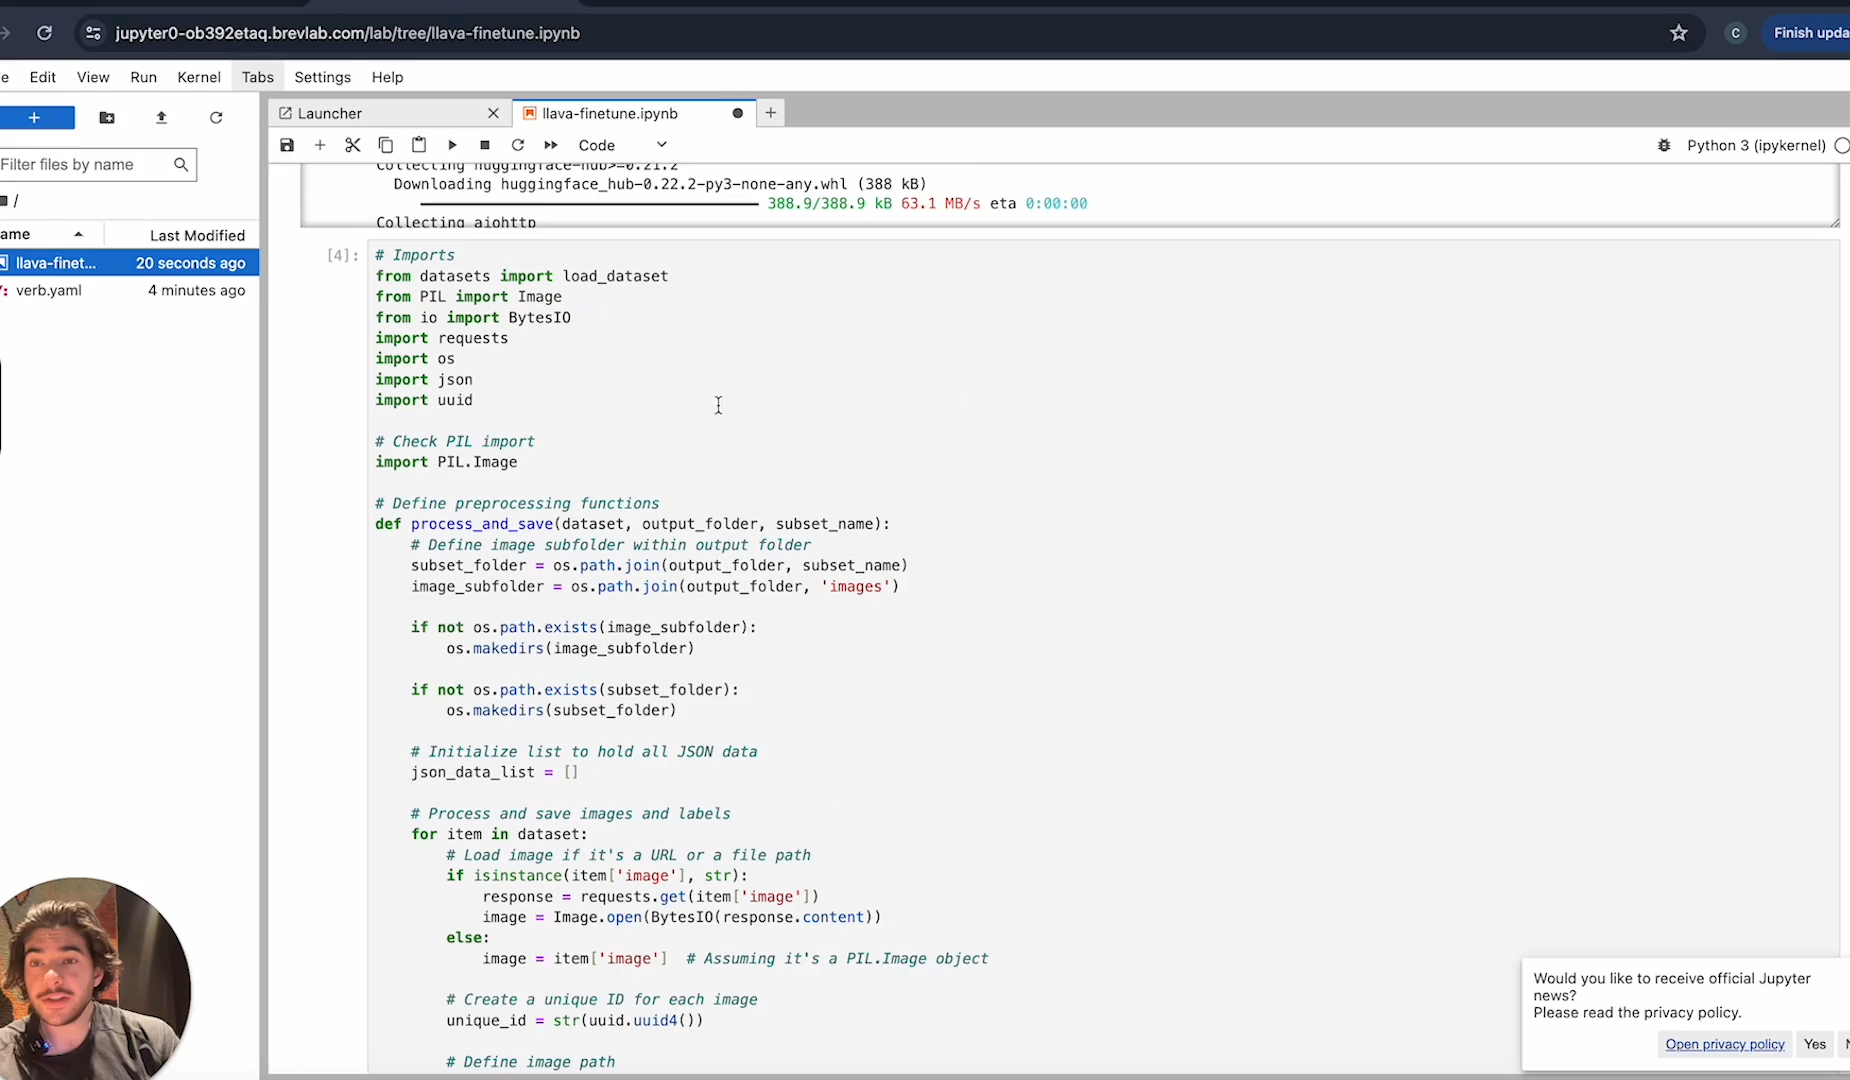 jupyter0-ob392etaq.brevlab.com/lab/tree/llava-finetune.ipynb
C
Finish upda
e Edit View Run Kernel Tabs Settings Help
Launcher
llava-finetune.ipynb
Code
Python 3 (ipykernel)
Filter files by name
/
ame Last Modified
llava-finet... 20 seconds ago
verb.yaml 4 minutes ago
Collecting huggingface-hub>=0.21.2
Downloading huggingface_hub-0.22.2-py3-none-any.whl (388 kB)
388.9/388.9 kB 63.1 MB/s eta 0:00:00
Collecting aiohttp
[4]:
# Imports
from datasets import load_dataset
from PIL import Image
from io import BytesIO
import requests
import os
import json
import uuid
# Check PIL import
import PIL.Image
# Define preprocessing functions
def process_and_save(dataset, output_folder, subset_name):
# Define image subfolder within output folder
subset_folder = os.path.join(output_folder, subset_name)
image_subfolder = os.path.join(output_folder, 'images')
if not os.path.exists(image_subfolder):
os.makedirs(image_subfolder)
if not os.path.exists(subset_folder):
os.makedirs(subset_folder)
# Initialize list to hold all JSON data
json_data_list = []
# Process and save images and labels
for item in dataset:
# Load image if it's a URL or a file path
if isinstance(item['image'], str):
response = requests.get(item['image'])
image = Image.open(BytesIO(response.content))
else:
image = item['image'] # Assuming it's a PIL.Image object
# Create a unique ID for each image
unique_id = str(uuid.uuid4())
# Define image path
Would you like to receive official Jupyter
news?
Please read the privacy policy.
Open privacy policy
Yes